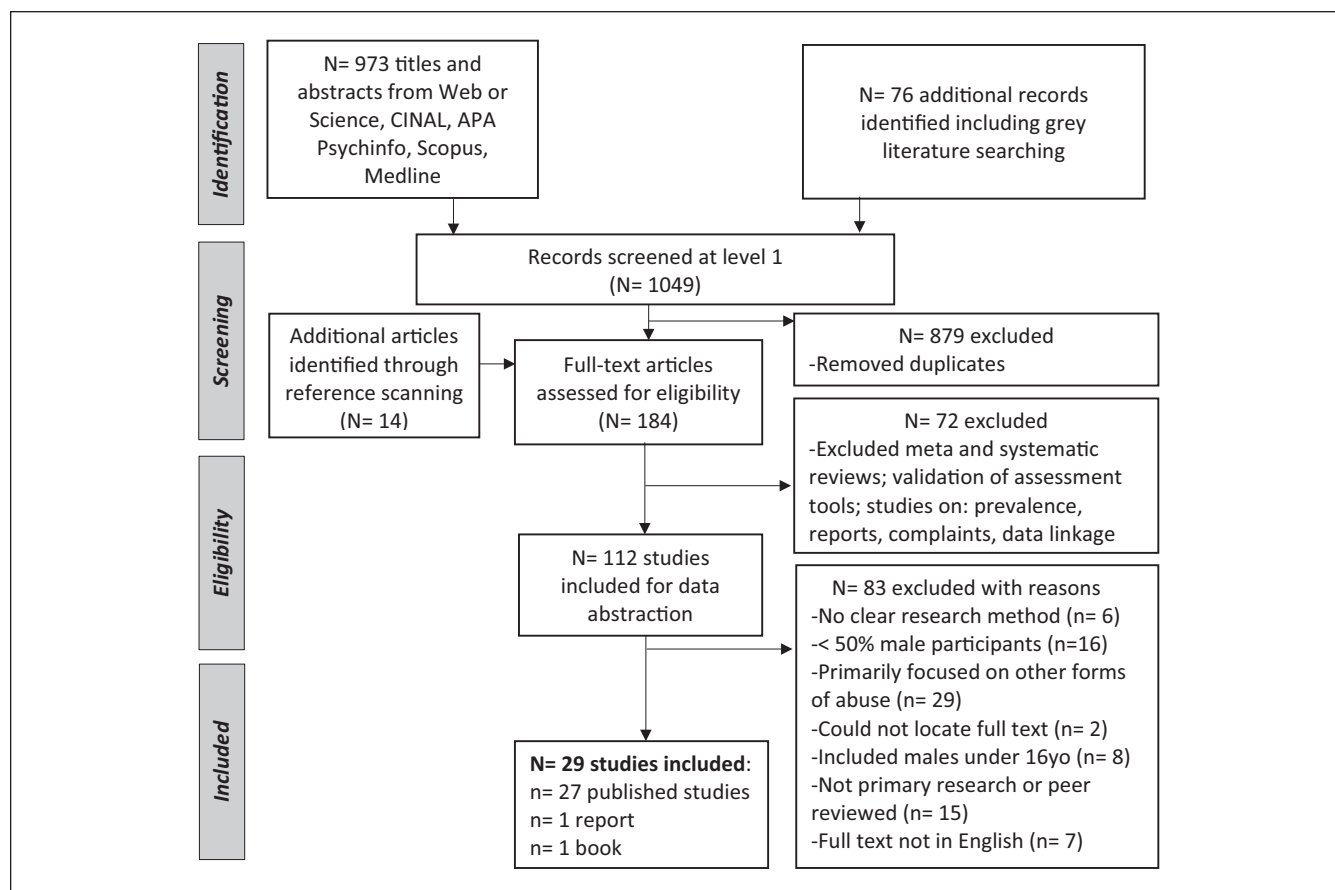 Identification
N= 973 titles and
abstracts from Web or
Science, CINAL, APA
Psychinfo, Scopus,
Medline
N= 76 additional records
identified including grey
literature searching
Screening
Records screened at level 1
(N= 1049)
N= 879 excluded
-Removed duplicates
Additional articles
identified through
reference scanning
(N= 14)
Full-text articles
assessed for eligibility
(N= 184)
N= 72 excluded
-Excluded meta and systematic
reviews; validation of assessment
tools; studies on: prevalence,
reports, complaints, data linkage
Eligibility
N= 112 studies
included for data
abstraction
N= 83 excluded with reasons
-No clear research method (n= 6)
-< 50% male participants (n=16)
-Primarily focused on other forms
of abuse (n= 29)
-Could not locate full text (n= 2)
-Included males under 16yo (n= 8)
-Not primary research or peer
reviewed (n= 15)
-Full text not in English (n= 7)
Included
N= 29 studies included:
n= 27 published studies
n= 1 report
n= 1 book